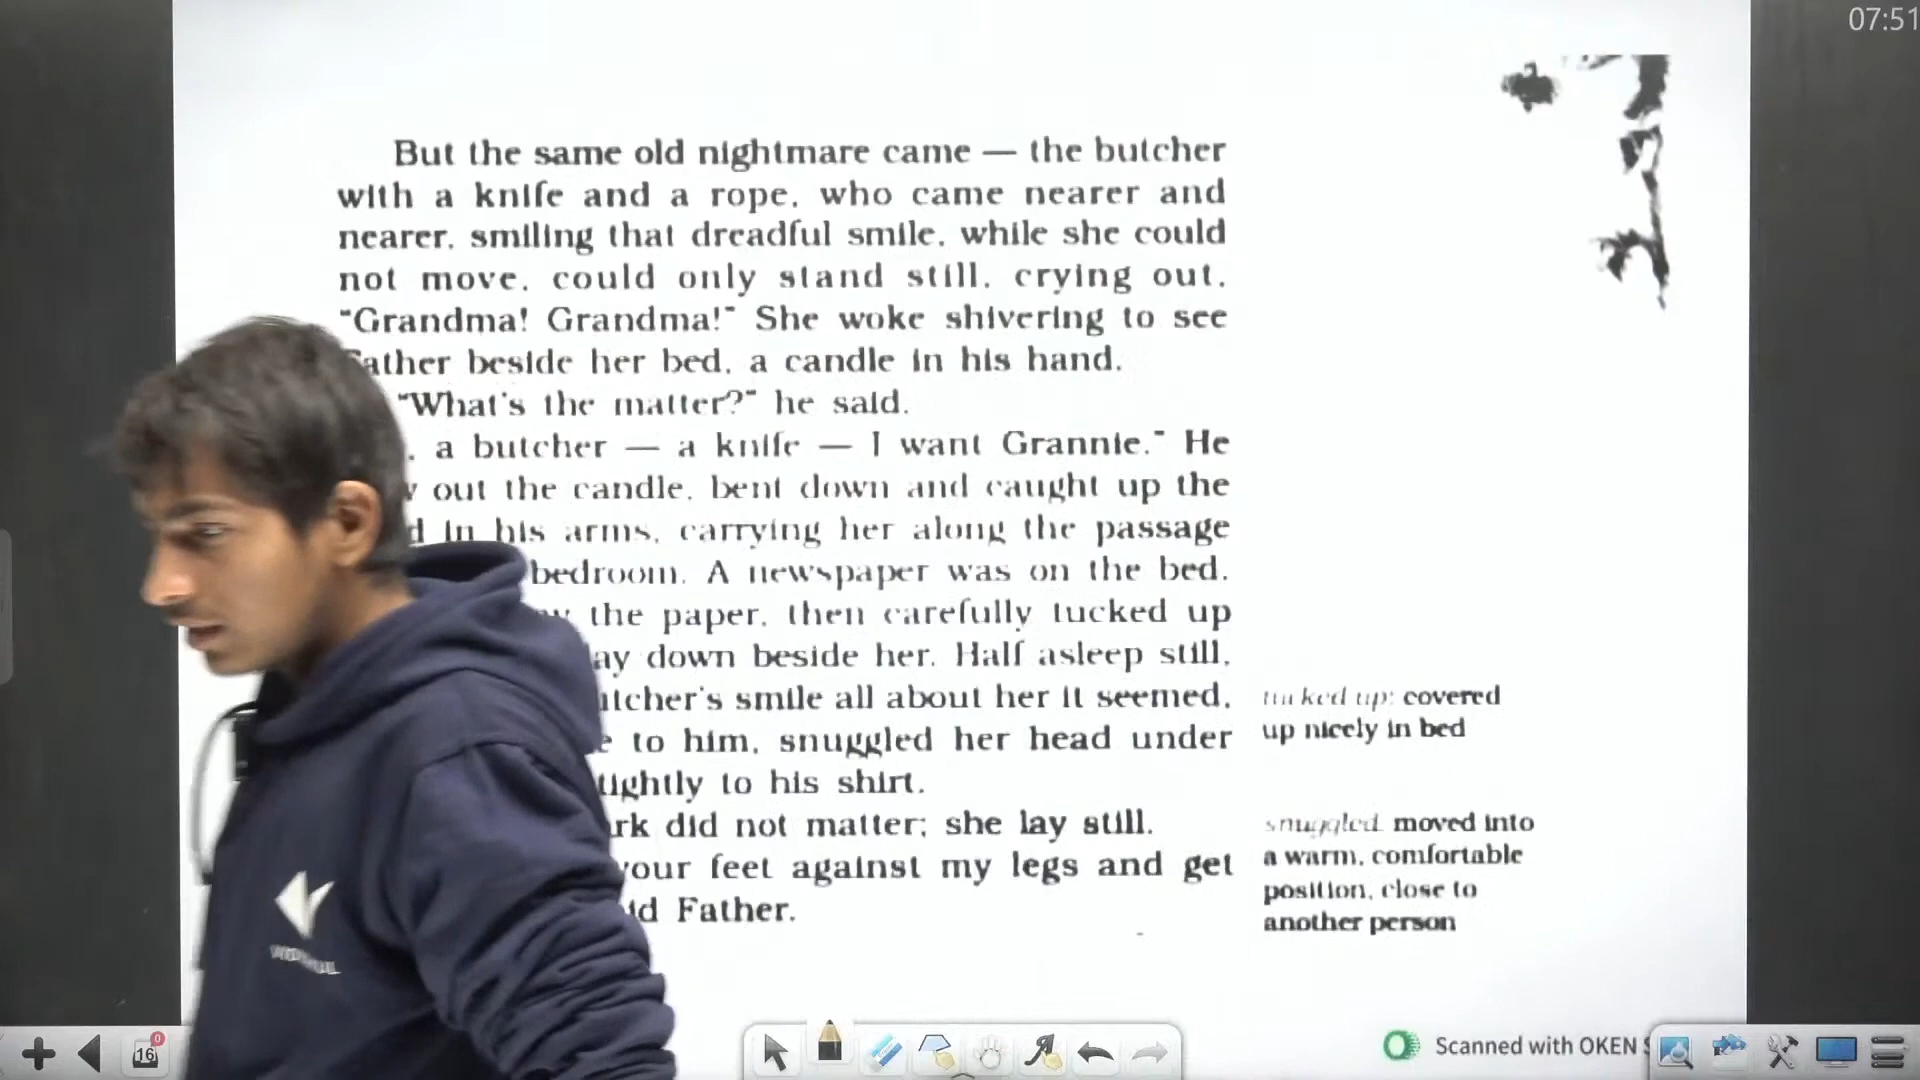 07:51
But the same old nightmare came — the butcher
with a knife and a rope, who came nearer and
nearer, smiling that dreadful smile, while she could
not move, could only stand still, crying out,
“Grandma! Grandma!” She woke shivering to see
Father beside her bed, a candle in his hand.
“What's the matter?” he said.
a butcher — a knife — I want Grannie.” He
out the candle, bent down and caught up the
in his arms, carrying her along the passage
bedroom. A newspaper was on the bed.
the paper, then carefully tucked up
down beside her. Half asleep still,
smile all about her it seemed,
to him, snuggled her head under
tightly to his shirt.
did not matter; she lay still.
your feet against my legs and get
Father.
tucked up: covered
up nicely in bed
snuggled: moved into
a warm, comfortable
position, close to
another person
Scanned with OKEN
16
0